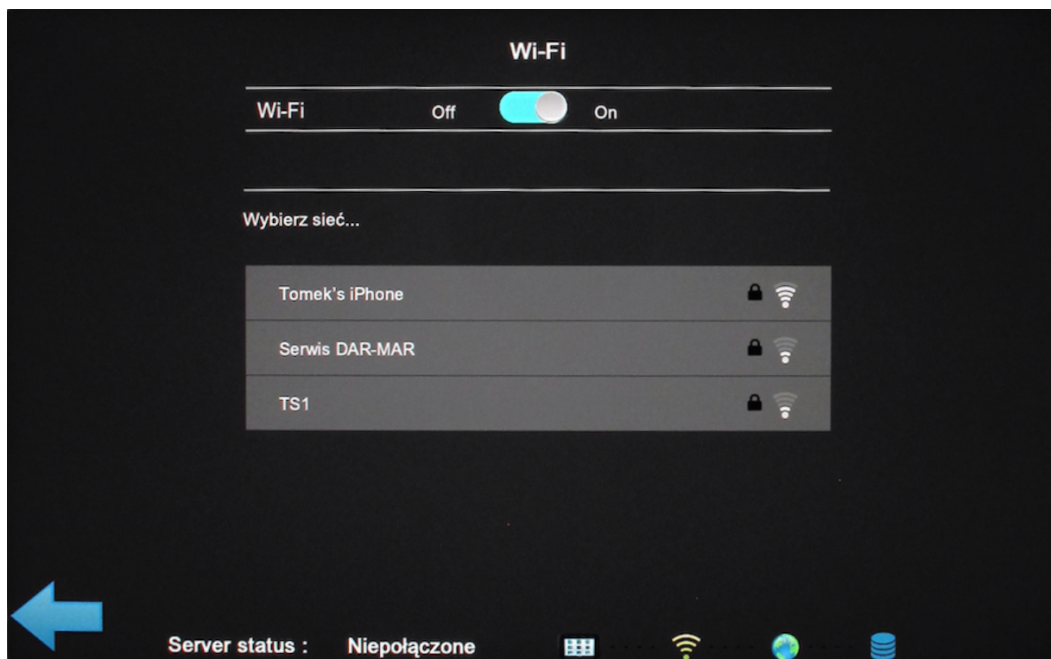 Wi-Fi
Wi-Fi Off On
Wybierz sieć...
Tomek's iPhone
Serwis DAR-MAR
TS1
Server status : Niepołączone